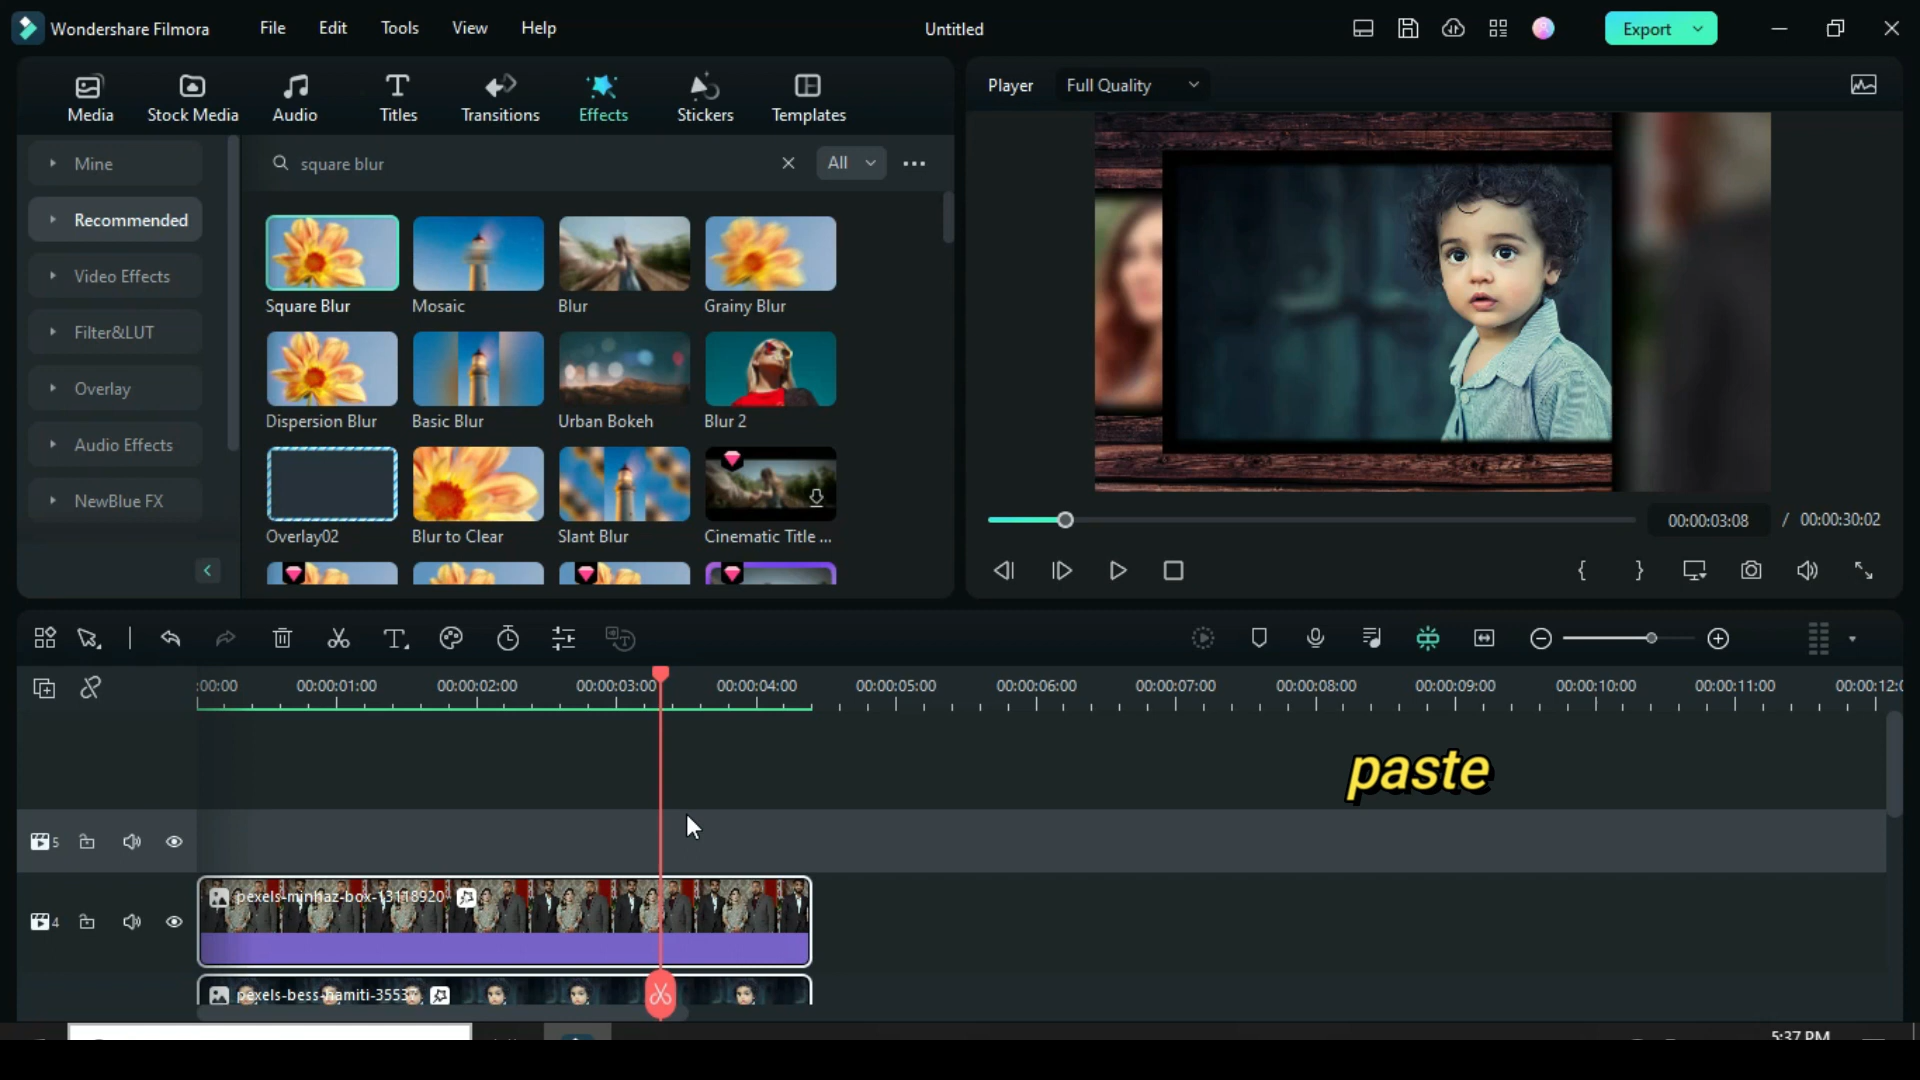 Wondershare Filmora File Edit Tools View Help Untitled Export
Media Stock Media Audio Titles Transitions Effects Stickers Templates
Player Full Quality
Mine
Recommended
Video Effects
Filter&LUT
Overlay
Audio Effects
NewBlue FX
square blur All
Square Blur Mosaic Blur Grainy Blur
Dispersion Blur Basic Blur Urban Bokeh Blur 2
Overlay02 Blur to Clear Slant Blur Cinematic Title ...
00:00:03:08 / 00:00:30:02
:00:00 00:00:01:00 00:00:02:00 00:00:03:00 00:00:04:00 00:00:05:00 00:00:06:00 00:00:07:00 00:00:08:00 00:00:09:00 00:00:10:00 00:00:11:00 00:00:12:0
paste
5
4
pexels-minhaz-box-13118920
pexels-bess-hamiti-35537
5:37 PM